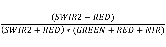 (SWIR2 − RED)
(SWIR2 + RED) ∗ (GREEN + RED + NIR)